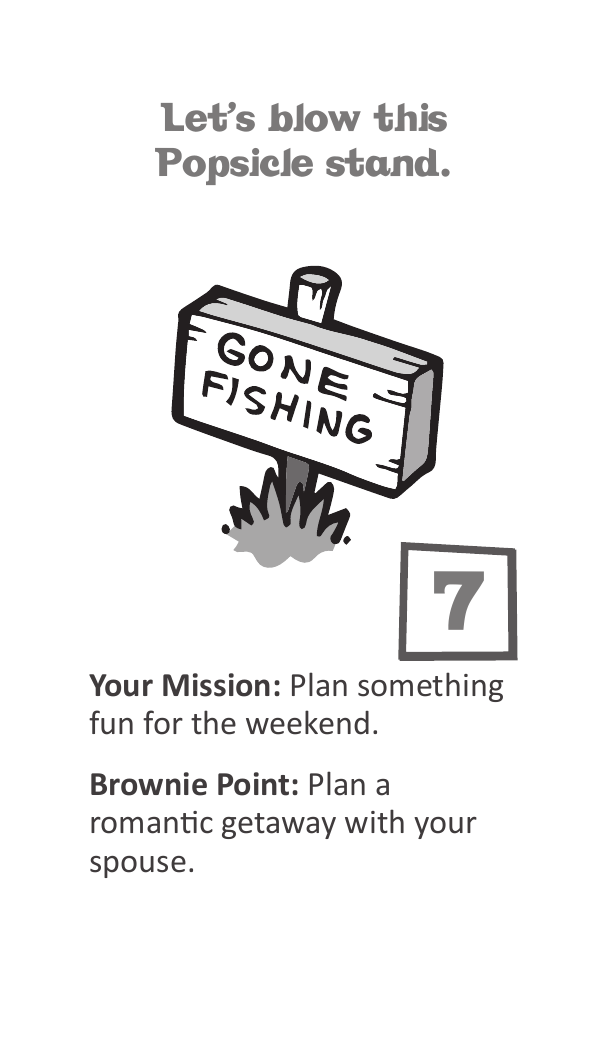 Let's blow this
Popsicle stand.
GONE
FISHING
7
Your Mission: Plan something
fun for the weekend.
Brownie Point: Plan a
romantic getaway with your
spouse.